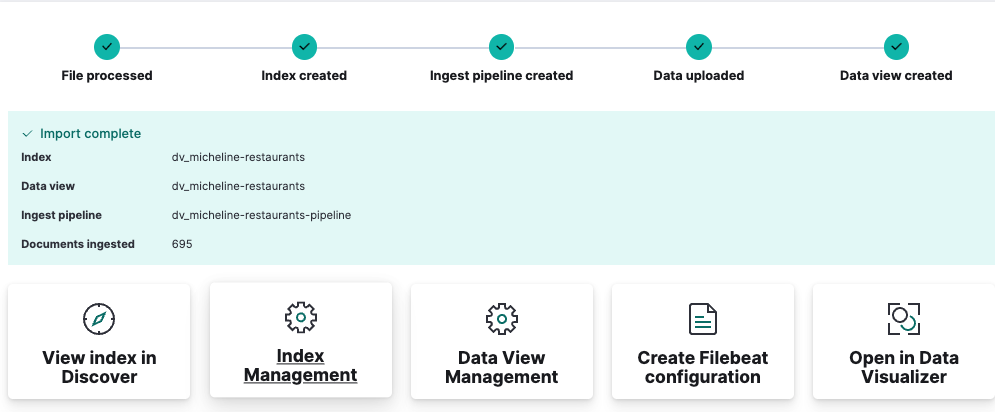 File processed
Index created
Ingest pipeline created
Data uploaded
Data view created
Import complete
Index dv_micheline-restaurants
Data view dv_micheline-restaurants
Ingest pipeline dv_micheline-restaurants-pipeline
Documents ingested 695
View index in
Discover
Index
Management
Data View
Management
Create Filebeat
configuration
Open in Data
Visualizer